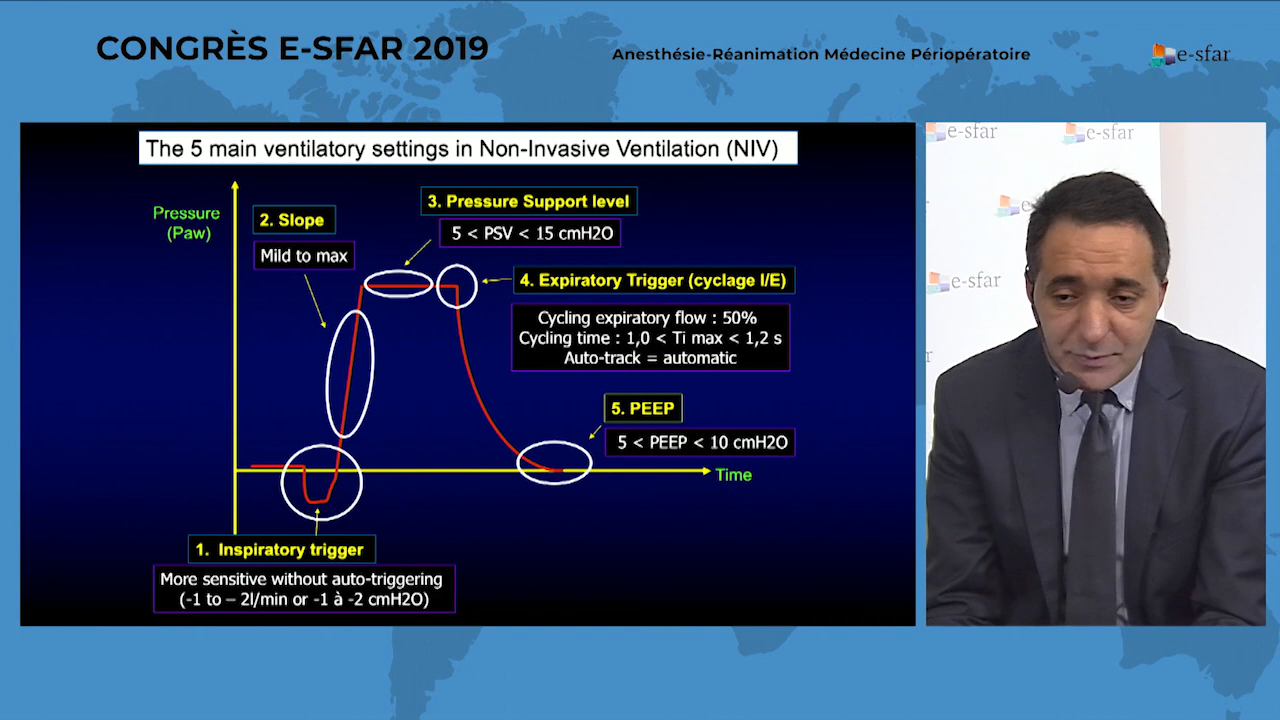 CONGRÈS E-SFAR 2019
Anesthésie-Réanimation Médecine Périopératoire
e-sfar
The 5 main ventilatory settings in Non-Invasive Ventilation (NIV)
Pressure
(Paw)
2. Slope
Mild to max
3. Pressure Support level
5 < PSV < 15 cmH2O
4. Expiratory Trigger (cyclage I/E)
Cycling expiratory flow : 50%
Cycling time : 1,0 < Ti max < 1,2 s
Auto-track = automatic
5. PEEP
5 < PEEP < 10 cmH2O
Time
1. Inspiratory trigger
More sensitive without auto-triggering
(-1 to – 2l/min or -1 à -2 cmH2O)
e-sfar
e-sfar
e-sfar